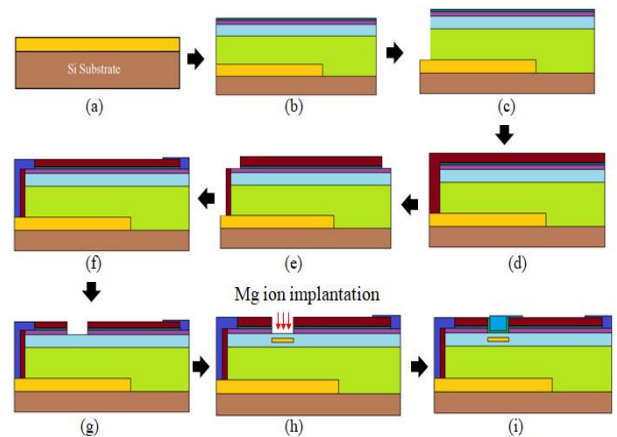 Si Substrate
(a)
(b)
(c)
(f)
(e)
(d)
Mg ion implantation
(g)
(h)
(i)